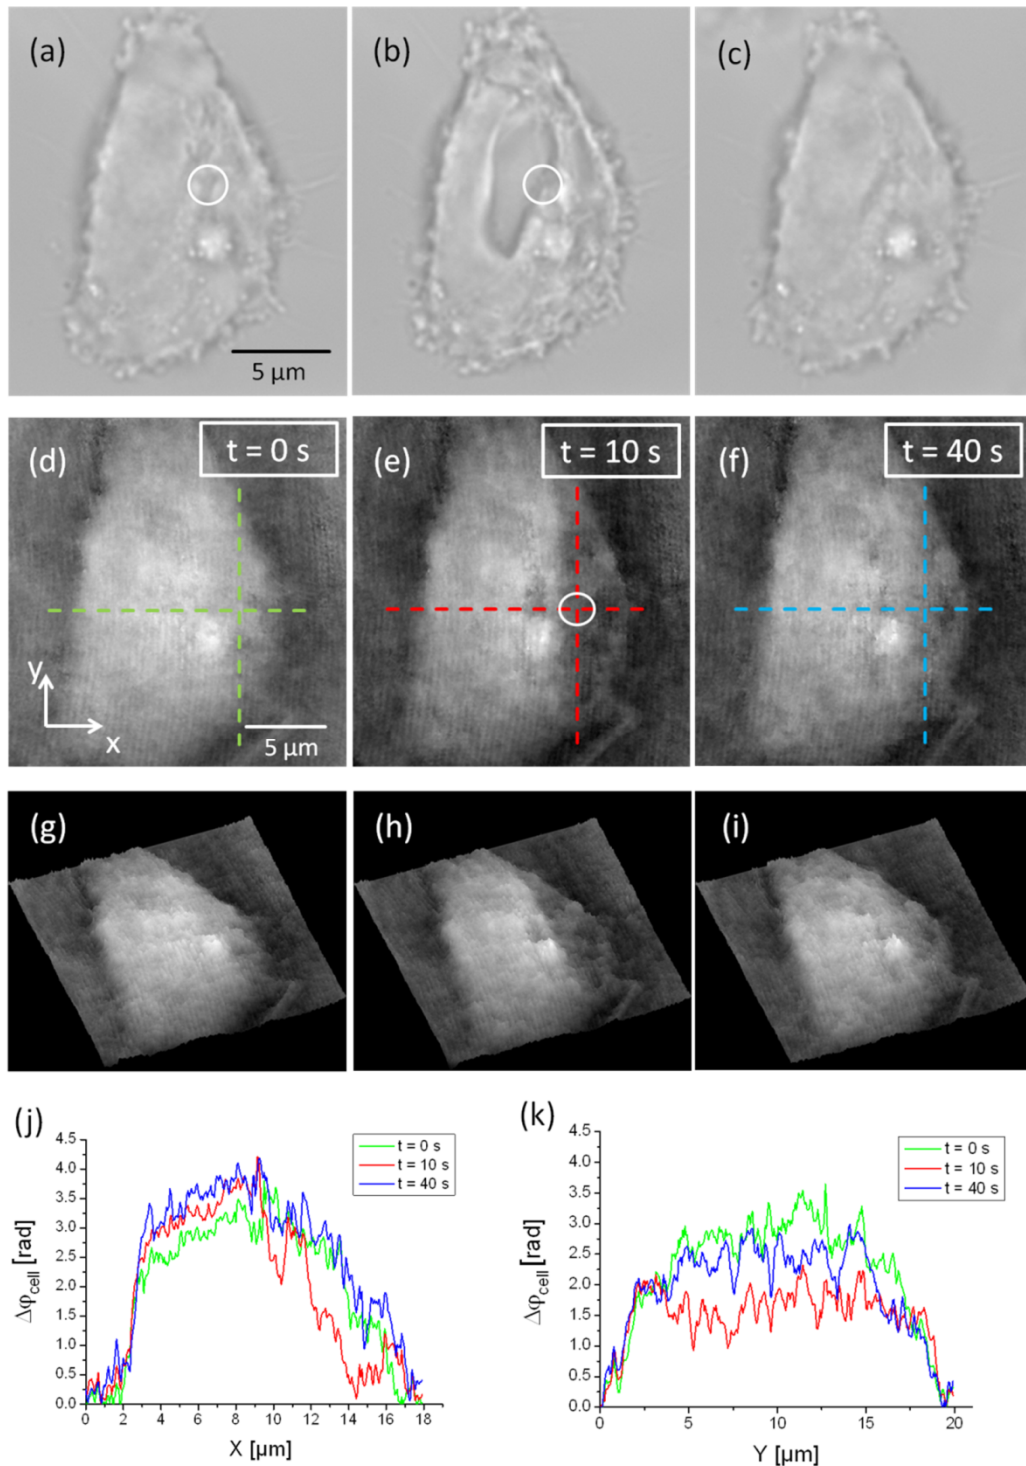 (a)
(b)
(c)
5 µm
(d)
t = 0 s
(e)
t = 10 s
(f)
t = 40 s
y
x
5 µm
(g)
(h)
(i)
(j)
4.5
4.0
3.5
3.0
2.5
2.0
1.5
1.0
0.5
0.0
Δφcell [rad]
t = 0 s
t = 10 s
t = 40 s
0 2 4 6 8 10 12 14 16 18
X [µm]
(k)
4.5
4.0
3.5
3.0
2.5
2.0
1.5
1.0
0.5
0.0
Δφcell [rad]
t = 0 s
t = 10 s
t = 40 s
0 5 10 15 20
Y [µm]